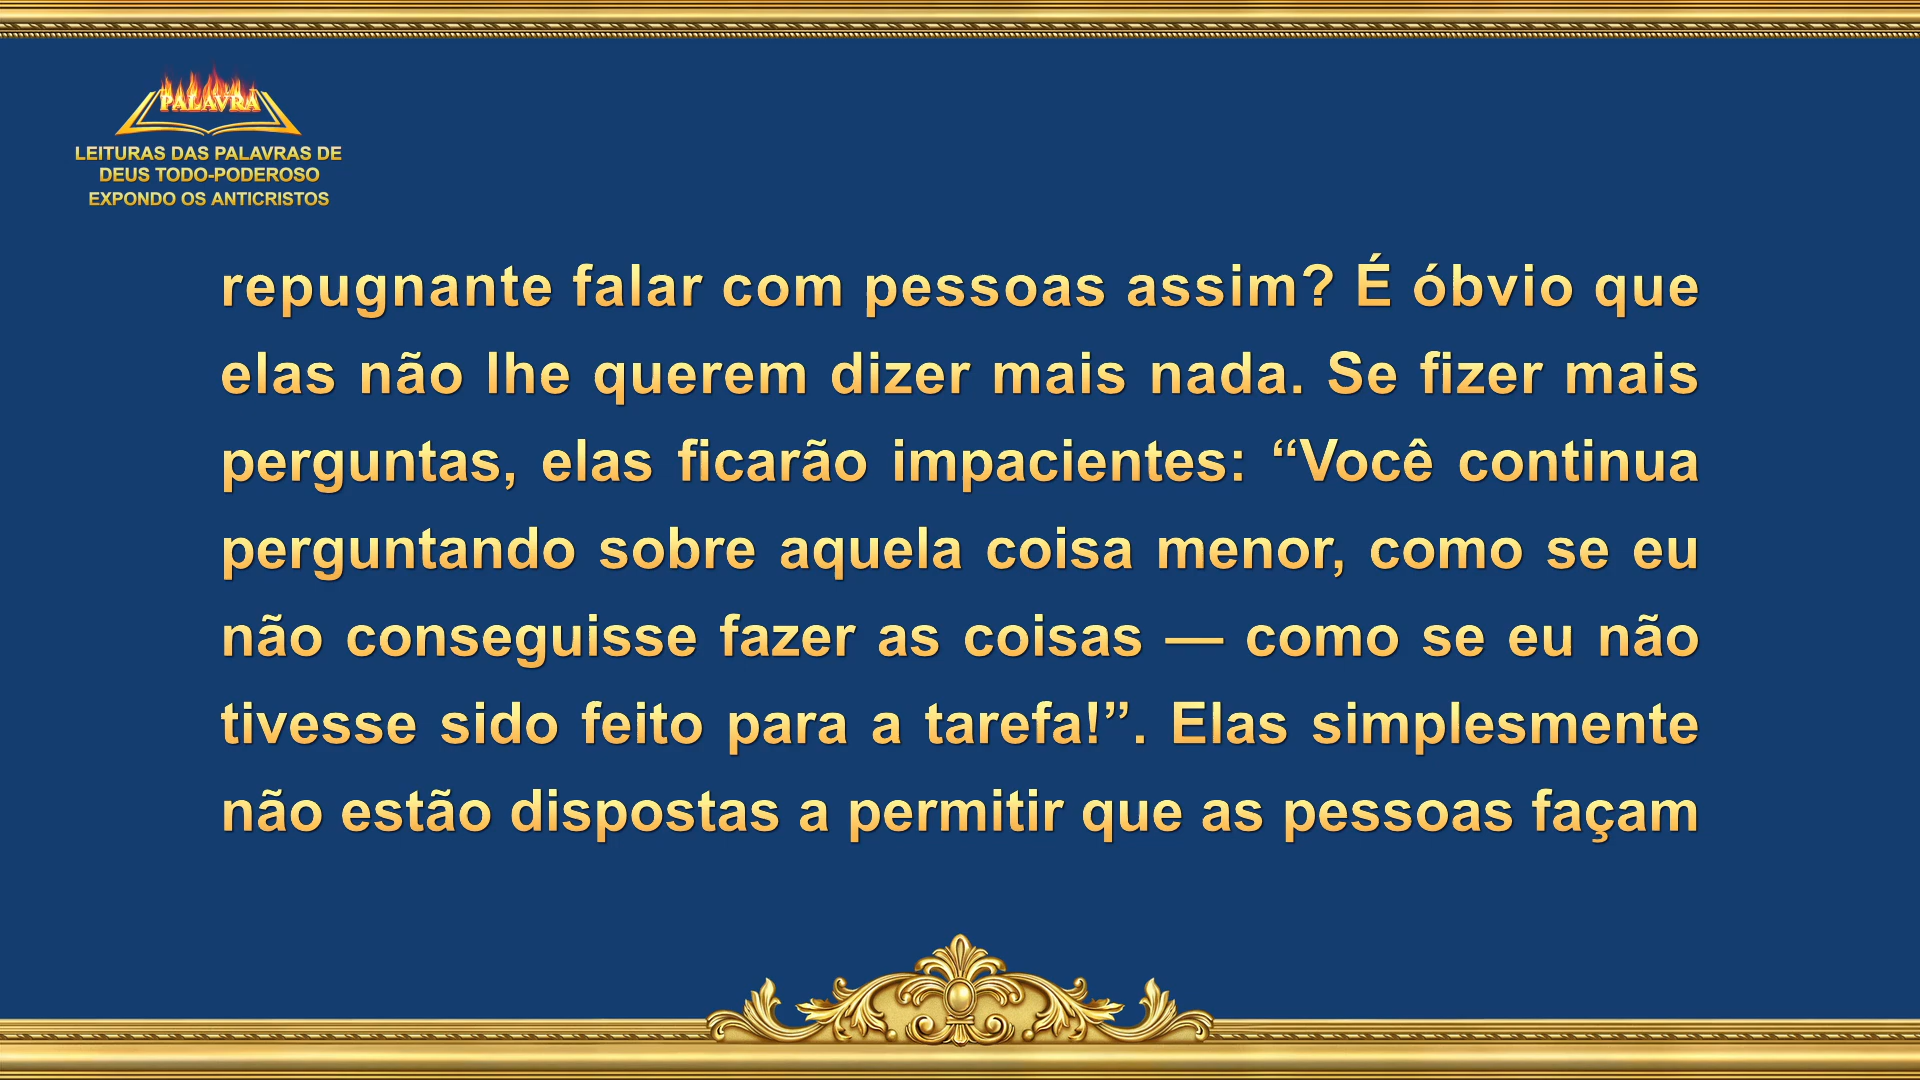 PALAVRA
LEITURAS DAS PALAVRAS DE
DEUS TODO-PODEROSO
EXPONDO OS ANTICRISTOS
repugnante falar com pessoas assim? É óbvio que
elas não lhe querem dizer mais nada. Se fizer mais
perguntas, elas ficarão impacientes: “Você continua
perguntando sobre aquela coisa menor, como se eu
não conseguisse fazer as coisas — como se eu não
tivesse sido feito para a tarefa!”. Elas simplesmente
não estão dispostas a permitir que as pessoas façam